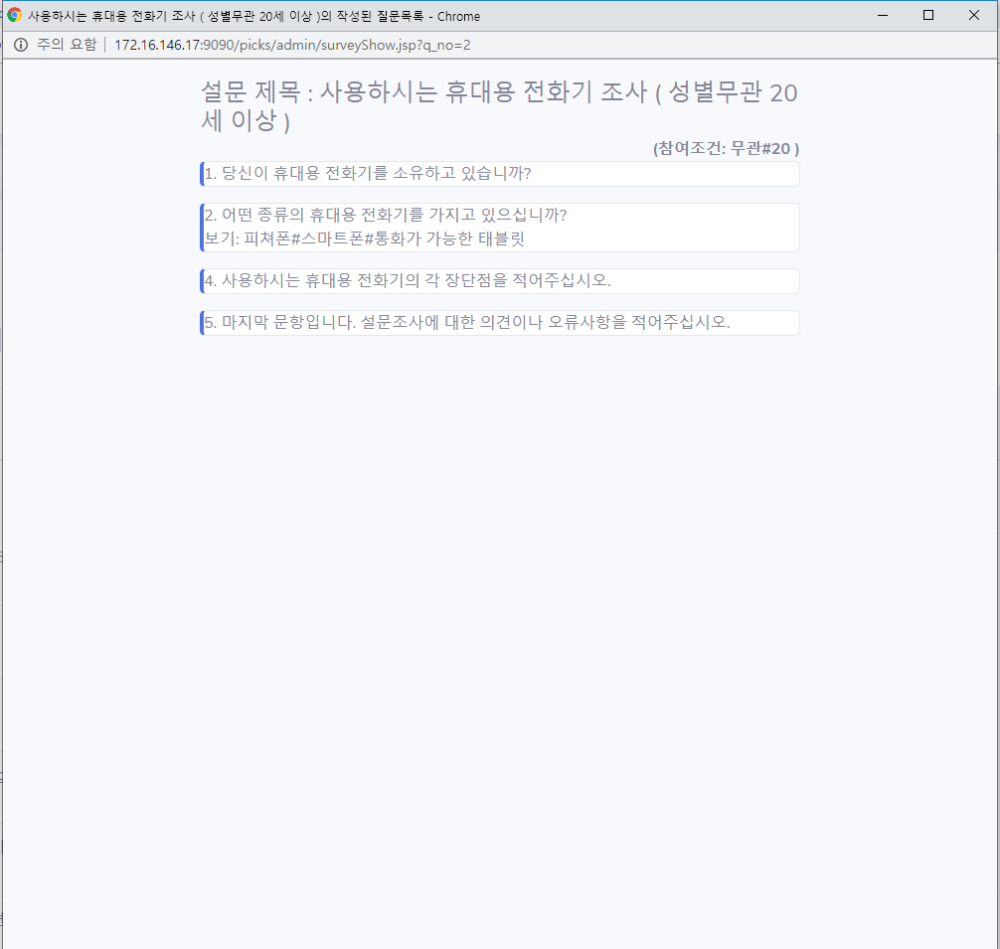 사용하시는 휴대용 전화기 조사 ( 성별무관 20세 이상 )의 작성된 질문목록 - Chrome
주의 요함 172.16.146.17:9090/picks/admin/surveyShow.jsp?q_no=2
설문 제목 : 사용하시는 휴대용 전화기 조사 ( 성별무관 20
세 이상 )
(참여조건: 무관#20 )
1. 당신이 휴대용 전화기를 소유하고 있습니까?
2. 어떤 종류의 휴대용 전화기를 가지고 있으십니까?
보기: 피쳐폰#스마트폰#통화가 가능한 태블릿
4. 사용하시는 휴대용 전화기의 각 장단점을 적어주십시오.
5. 마지막 문항입니다. 설문조사에 대한 의견이나 오류사항을 적어주십시오.